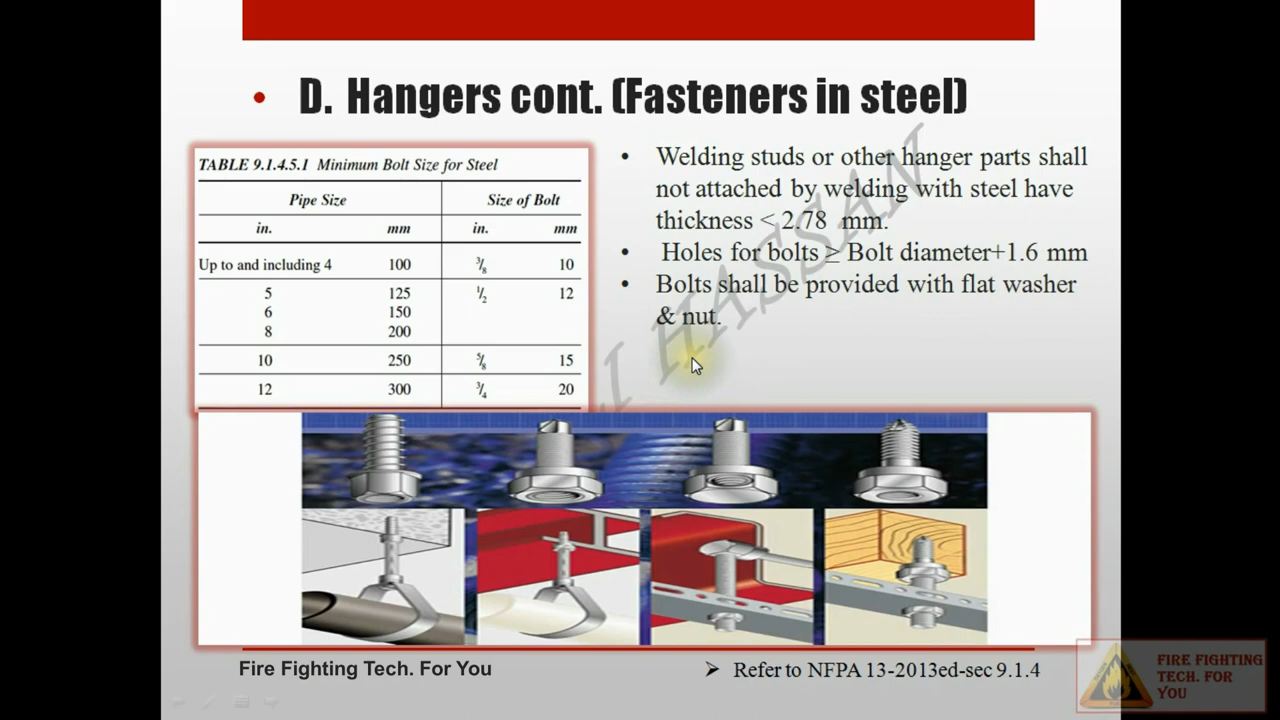 • D. Hangers cont. (Fasteners in steel)
TABLE 9.1.4.5.1 Minimum Bolt Size for Steel
Pipe Size Size of Bolt
in. mm in. mm
Up to and including 4 100 3/8 10
5 125 1/2 12
6 150
8 200
10 250 5/8 15
12 300 3/4 20
• Welding studs or other hanger parts shall
not attached by welding with steel have
thickness < 2.78 mm.
• Holes for bolts ≥ Bolt diameter+1.6 mm
• Bolts shall be provided with flat washer
& nut.
I HASSAN
Fire Fighting Tech. For You
➢ Refer to NFPA 13-2013ed-sec 9.1.4
FIRE FIGHTING
TECH. FOR
YOU